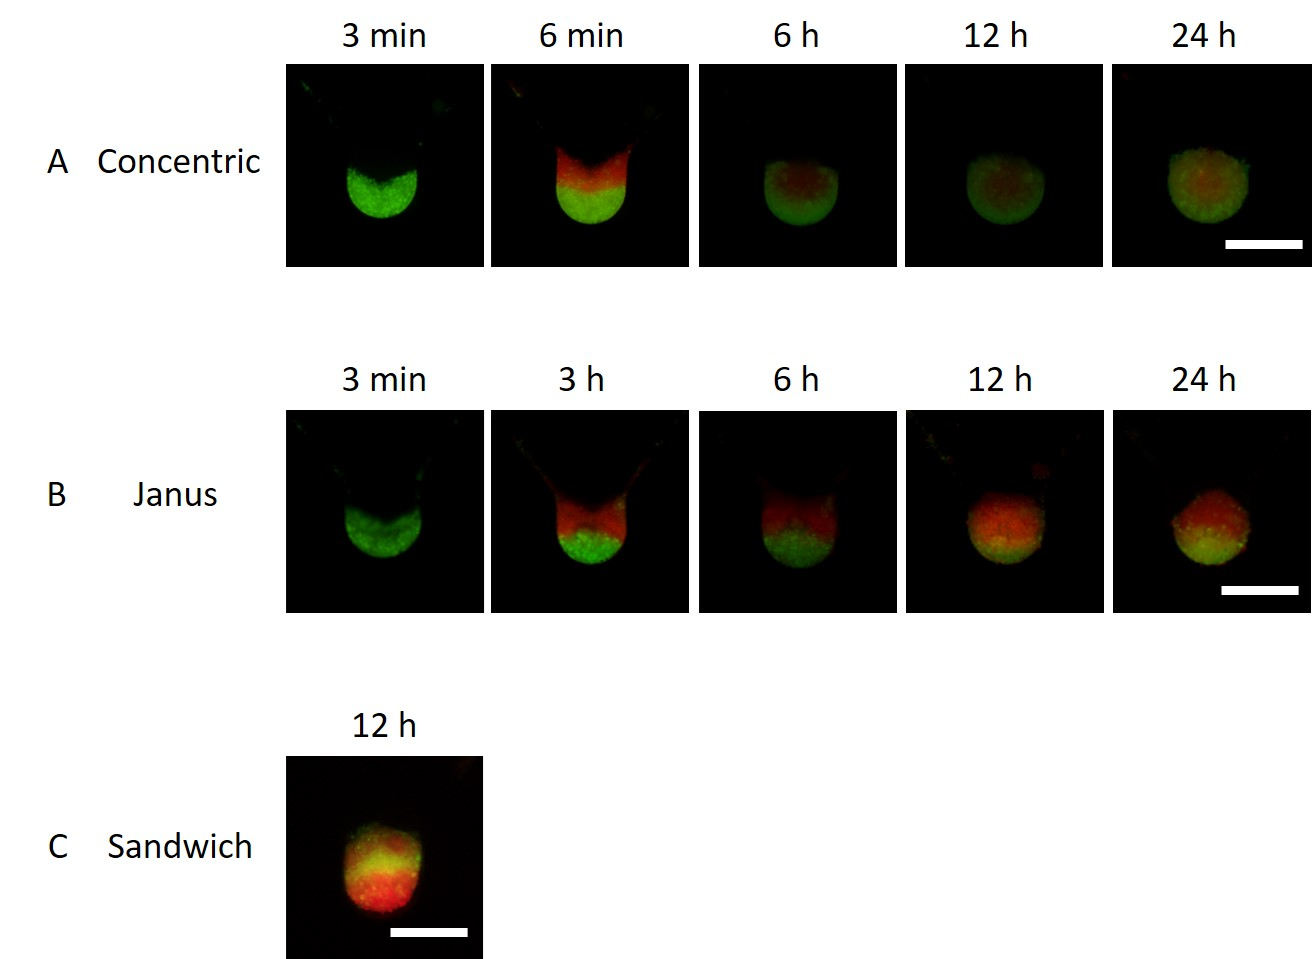 3 min 6 min 6 h 12 h 24 h
A Concentric
3 min 3 h 6 h 12 h 24 h
B Janus
12 h
C Sandwich